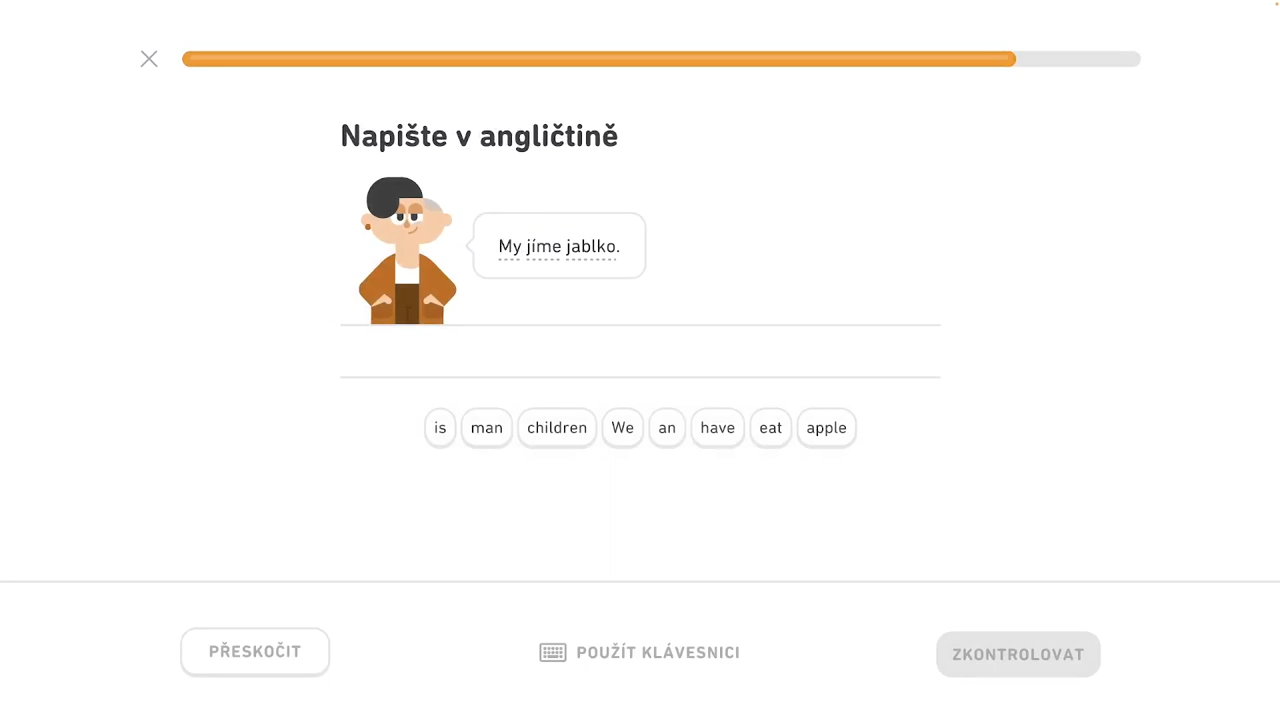 Napište v angličtině
My jíme jablko.
is man children We an have eat apple
PŘESKOČIT POUŽÍT KLÁVESNICI ZKONTROLOVAT